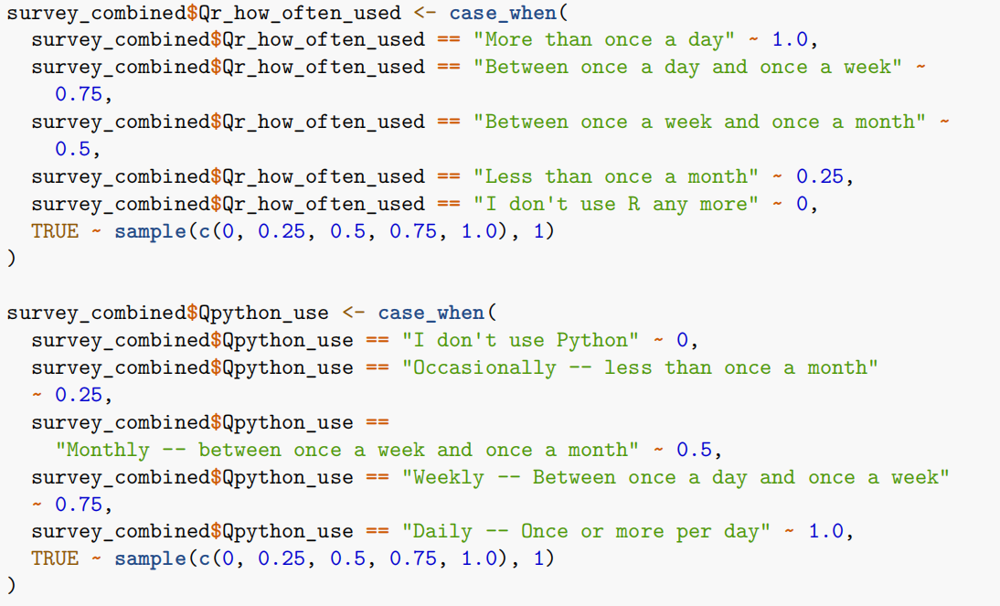 survey_combined$Qr_how_often_used <- case_when(
survey_combined$Qr_how_often_used == "More than once a day" ~ 1.0,
survey_combined$Qr_how_often_used == "Between once a day and once a week" ~
0.75,
survey_combined$Qr_how_often_used == "Between once a week and once a month" ~
0.5,
survey_combined$Qr_how_often_used == "Less than once a month" ~ 0.25,
survey_combined$Qr_how_often_used == "I don't use R any more" ~ 0,
TRUE ~ sample(c(0, 0.25, 0.5, 0.75, 1.0), 1)
)
survey_combined$Qpython_use <- case_when(
survey_combined$Qpython_use == "I don't use Python" ~ 0,
survey_combined$Qpython_use == "Occasionally -- less than once a month"
~ 0.25,
survey_combined$Qpython_use ==
"Monthly -- between once a week and once a month" ~ 0.5,
survey_combined$Qpython_use == "Weekly -- Between once a day and once a week"
~ 0.75,
survey_combined$Qpython_use == "Daily -- Once or more per day" ~ 1.0,
TRUE ~ sample(c(0, 0.25, 0.5, 0.75, 1.0), 1)
)